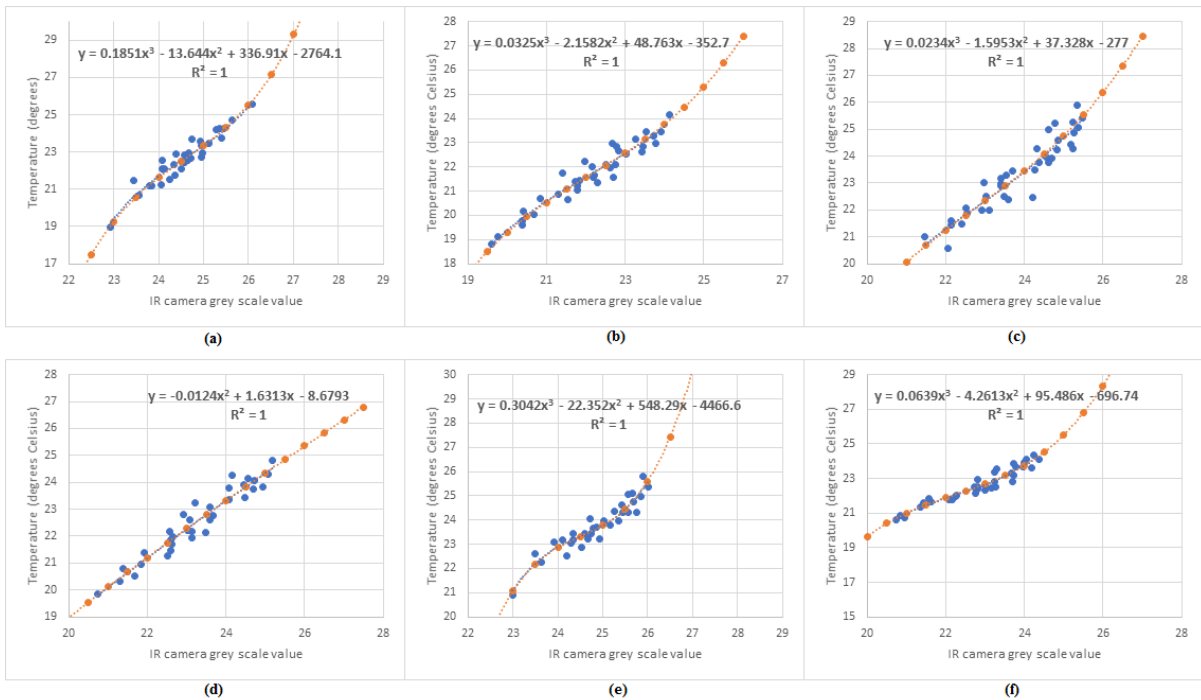 y = 0.1851x³ - 13.644x² + 336.91x - 2764.1
R² = 1
29
27
25
23
21
19
17
Temperature (degrees)
22 23 24 25 26 27 28
IR camera grey scale value
(a)
y = 0.0325x³ - 2.1582x² + 48.763x - 352.7
R² = 1
28
27
26
25
24
23
22
21
20
19
18
Temperature (degrees Celsius)
19 21 23 25 27
IR camera grey scale value
(b)
y = 0.0234x³ - 1.5953x² + 37.328x - 277
R² = 1
29
28
27
26
25
24
23
22
21
20
Temperature (degrees Celsius)
20 22 24 26 28
IR camera grey scale value
(c)
y = -0.0124x² + 1.6313x - 8.6793
R² = 1
28
27
26
25
24
23
22
21
20
19
Temperature (degrees Celsius)
20 22 24 26 28
IR camera grey scale value
(d)
y = 0.3042x³ - 22.352x² + 548.29x - 4466.6
R² = 1
30
29
28
27
26
25
24
23
22
21
20
Temperature (degrees Celsius)
22 23 24 25 26 27 28 29
IR camera grey scale value
(e)
y = 0.0639x³ - 4.2613x² + 95.486x - 696.74
R² = 1
29
27
25
23
21
19
17
15
Temperature (degrees Celsius)
20 22 24 26 28
IR camera grey scale value
(f)